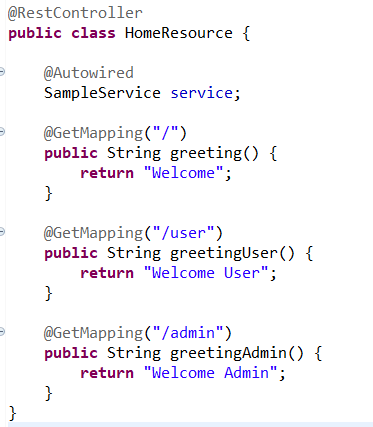 @RestController
public class HomeResource {
@Autowired
SampleService service;
@GetMapping("/")
public String greeting() {
return "Welcome";
}
@GetMapping("/user")
public String greetingUser() {
return "Welcome User";
}
@GetMapping("/admin")
public String greetingAdmin() {
return "Welcome Admin";
}
}